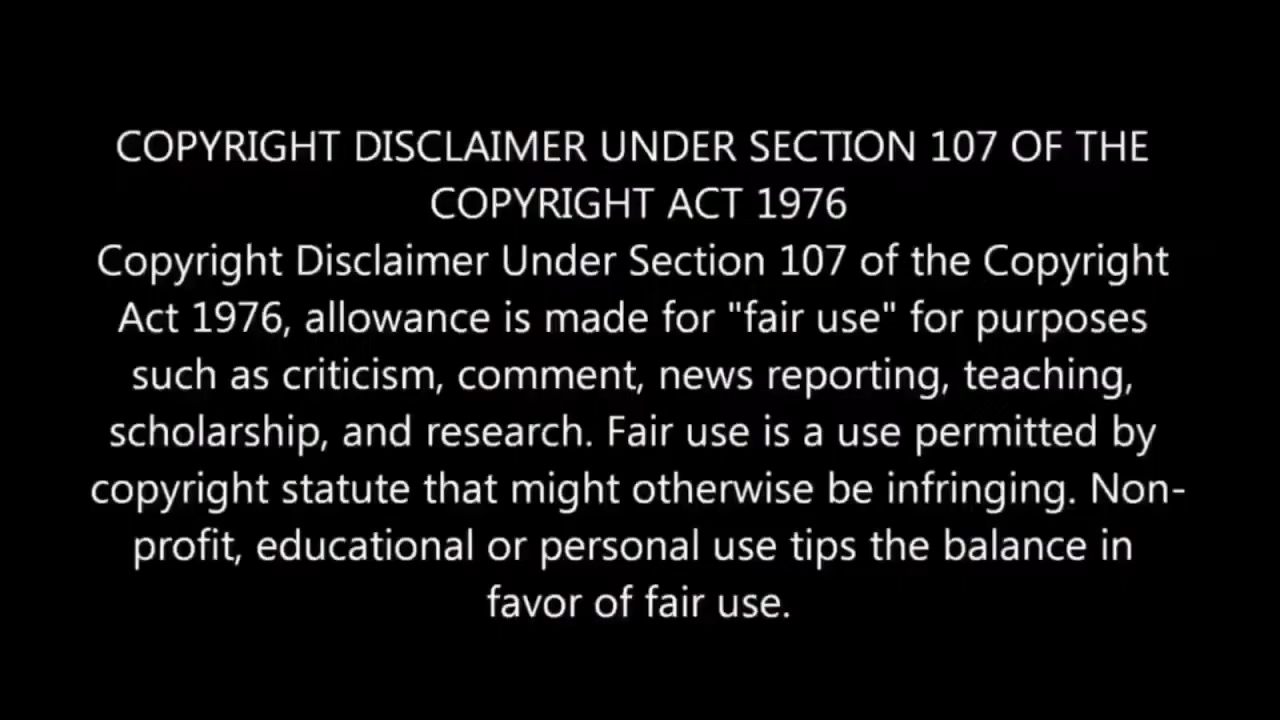 COPYRIGHT DISCLAIMER UNDER SECTION 107 OF THE
COPYRIGHT ACT 1976
Copyright Disclaimer Under Section 107 of the Copyright
Act 1976, allowance is made for "fair use" for purposes
such as criticism, comment, news reporting, teaching,
scholarship, and research. Fair use is a use permitted by
copyright statute that might otherwise be infringing. Non-
profit, educational or personal use tips the balance in
favor of fair use.